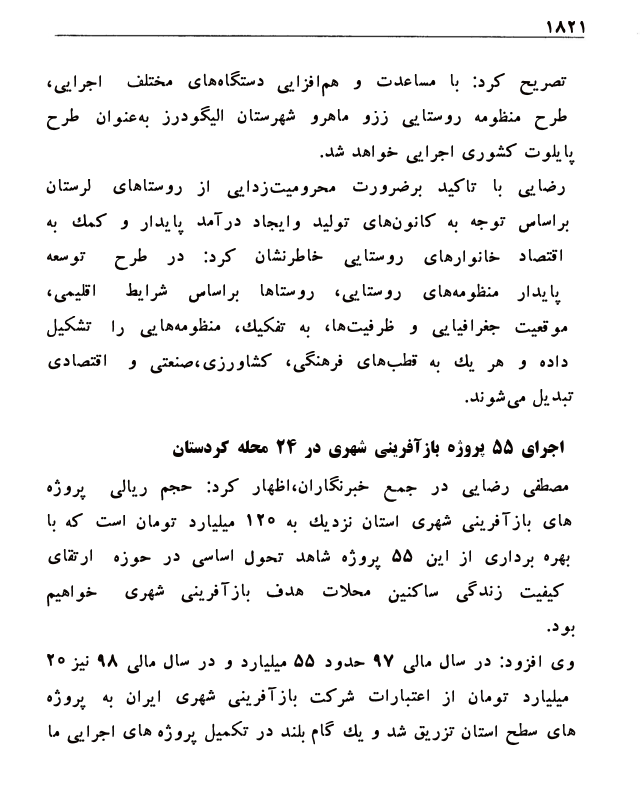 ۱۸۲۱
تصریح کرد: با مساعدت و هم‌افزایی دستگاه‌های مختلف اجرایی،
طرح منظومه روستایی ززو ماهرو شهرستان الیگودرز به‌عنوان طرح
پایلوت کشوری اجرایی خواهد شد.
رضایی با تاکید برضرورت محرومیت‌زدایی از روستاهای لرستان
براساس توجه به کانون‌های تولید وایجاد درآمد پایدار و کمك به
اقتصاد خانوارهای روستایی خاطرنشان کرد: در طرح توسعه
پایدار منظومه‌های روستایی، روستاها براساس شرایط اقلیمی،
موقعیت جغرافیایی و ظرفیت‌ها، به تفکیك، منظومه‌هایی را تشکیل
داده و هر یك به قطب‌های فرهنگی، کشاورزی،صنعتی و اقتصادی
تبدیل می‌شوند.
اجرای ۵۵ پروژه بازآفرینی شهری در ۲۴ محله کردستان
مصطفی رضایی در جمع خبرنگاران،اظهار کرد: حجم ریالی پروژه
های بازآفرینی شهری استان نزدیك به ۱۲۰ میلیارد تومان است که با
بهره برداری از این ۵۵ پروژه شاهد تحول اساسی در حوزه ارتقای
کیفیت زندگی ساکنین محلات هدف بازآفرینی شهری خواهیم
بود.
وی افزود: در سال مالی ۹۷ حدود ۵۵ میلیارد و در سال مالی ۹۸ نیز ۲۰
میلیارد تومان از اعتبارات شرکت بازآفرینی شهری ایران به پروژه
های سطح استان تزریق شد و یك گام بلند در تکمیل پروژه های اجرایی ما